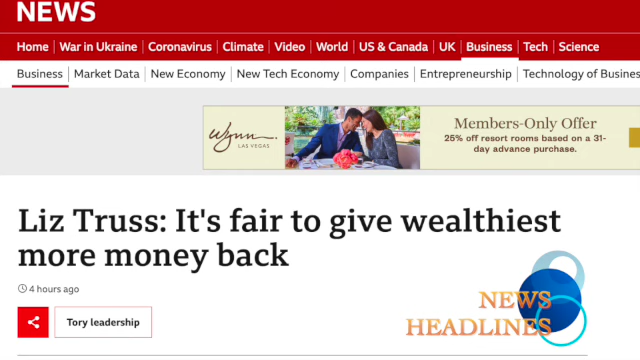 NEWS
Home War in Ukraine Coronavirus Climate Video World US & Canada UK Business Tech Science
Business Market Data New Economy New Tech Economy Companies Entrepreneurship Technology of Busines
Wynn
LAS VEGAS
Members-Only Offer
25% off resort rooms based on a 31-
day advance purchase.
Liz Truss: It's fair to give wealthiest
more money back
4 hours ago
Tory leadership
NEWS
HEADLINES